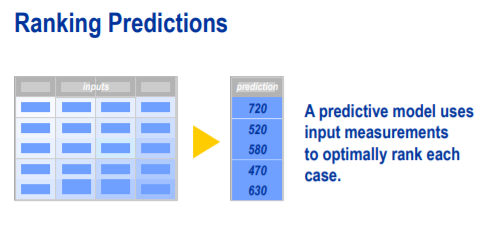 Ranking Predictions
inputs
prediction
720
520
580
470
630
A predictive model uses
input measurements
to optimally rank each
case.